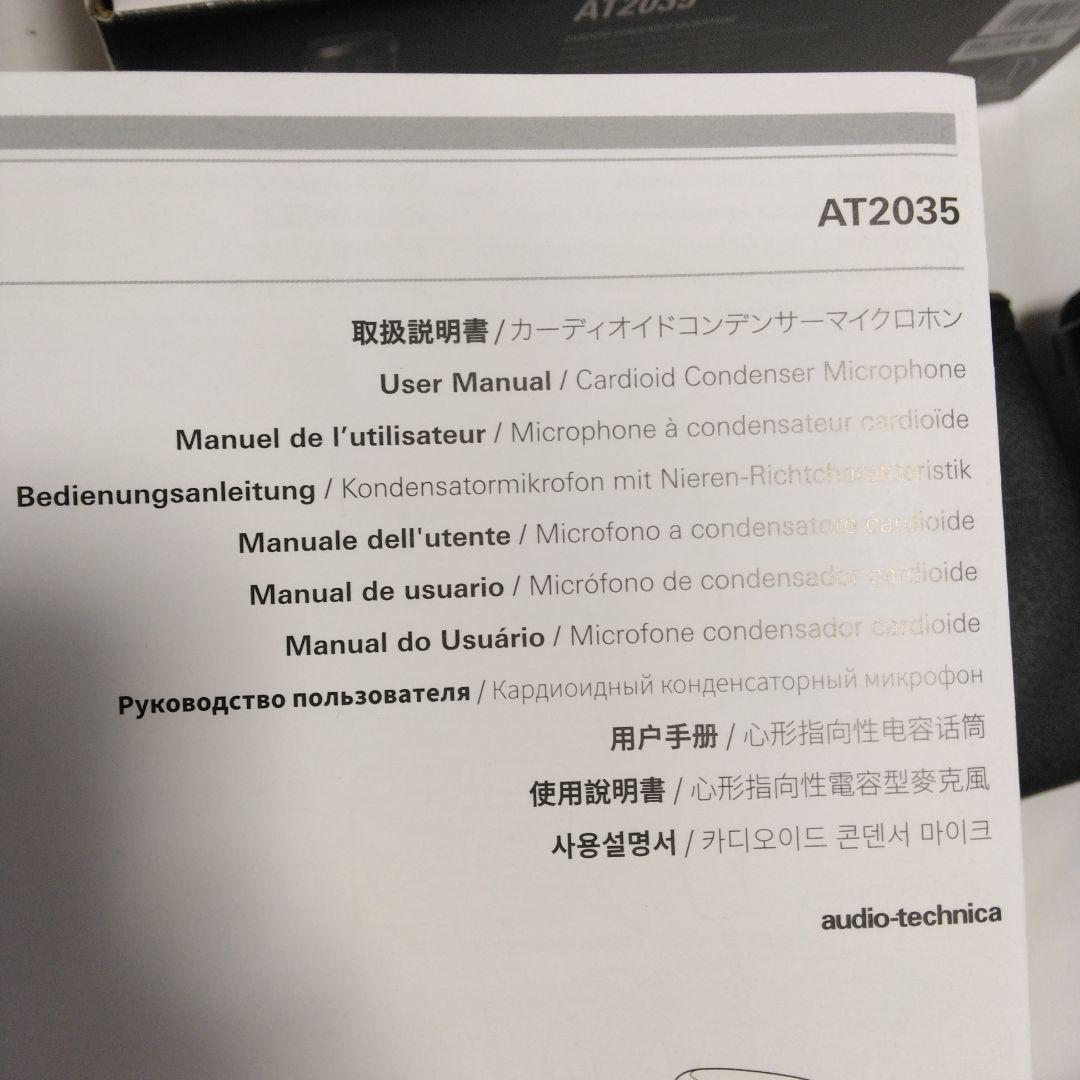 AT2035
AT2035
取扱説明書 / カーディオイドコンデンサーマイクロホン
User Manual / Cardioid Condenser Microphone
Manuel de l’utilisateur / Microphone à condensateur cardioïde
Bedienungsanleitung / Kondensatormikrofon mit Nieren-Richtcharakteristik
Manuale dell'utente / Microfono a condensatore cardioide
Manual de usuario / Micrófono de condensador cardioide
Manual do Usuário / Microfone condensador cardioide
Руководство пользователя / Кардиоидный конденсаторный микрофон
用户手册 / 心形指向性电容话筒
使用說明書 / 心形指向性電容型麥克風
사용설명서 / 카디오이드 콘덴서 마이크
audio-technica